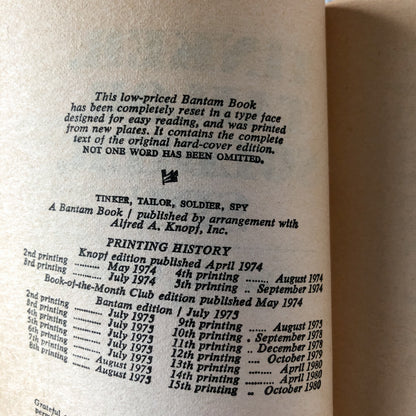 This low-priced Bantam Book
has been completely reset in a type face
designed for easy reading, and was printed
from new plates. It contains the complete
text of the original hard-cover edition.
NOT ONE WORD HAS BEEN OMITTED.
TINKER, TAILOR, SOLDIER, SPY
A Bantam Book / published by arrangement with
Alfred A. Knopf, Inc.
PRINTING HISTORY
Knopf edition published April 1974
2nd printing ........ May 1974 4th printing ....... August 1974
3rd printing ........ July 1974 5th printing .. September 1974
Book-of-the-Month Club edition published May 1974
Bantam edition / July 1975
2nd printing ....... July 1975 9th printing ...... August 1975
3rd printing ....... July 1975 10th printing . September 1978
4th printing ....... July 1975 11th printing .. December 1978
5th printing ....... July 1975 12th printing ... October 1979
6th printing ....... July 1975 13th printing ..... April 1980
7th printing ....... July 1975 14th printing ..... April 1980
8th printing .... August 1975 15th printing .. October 1980
Grateful